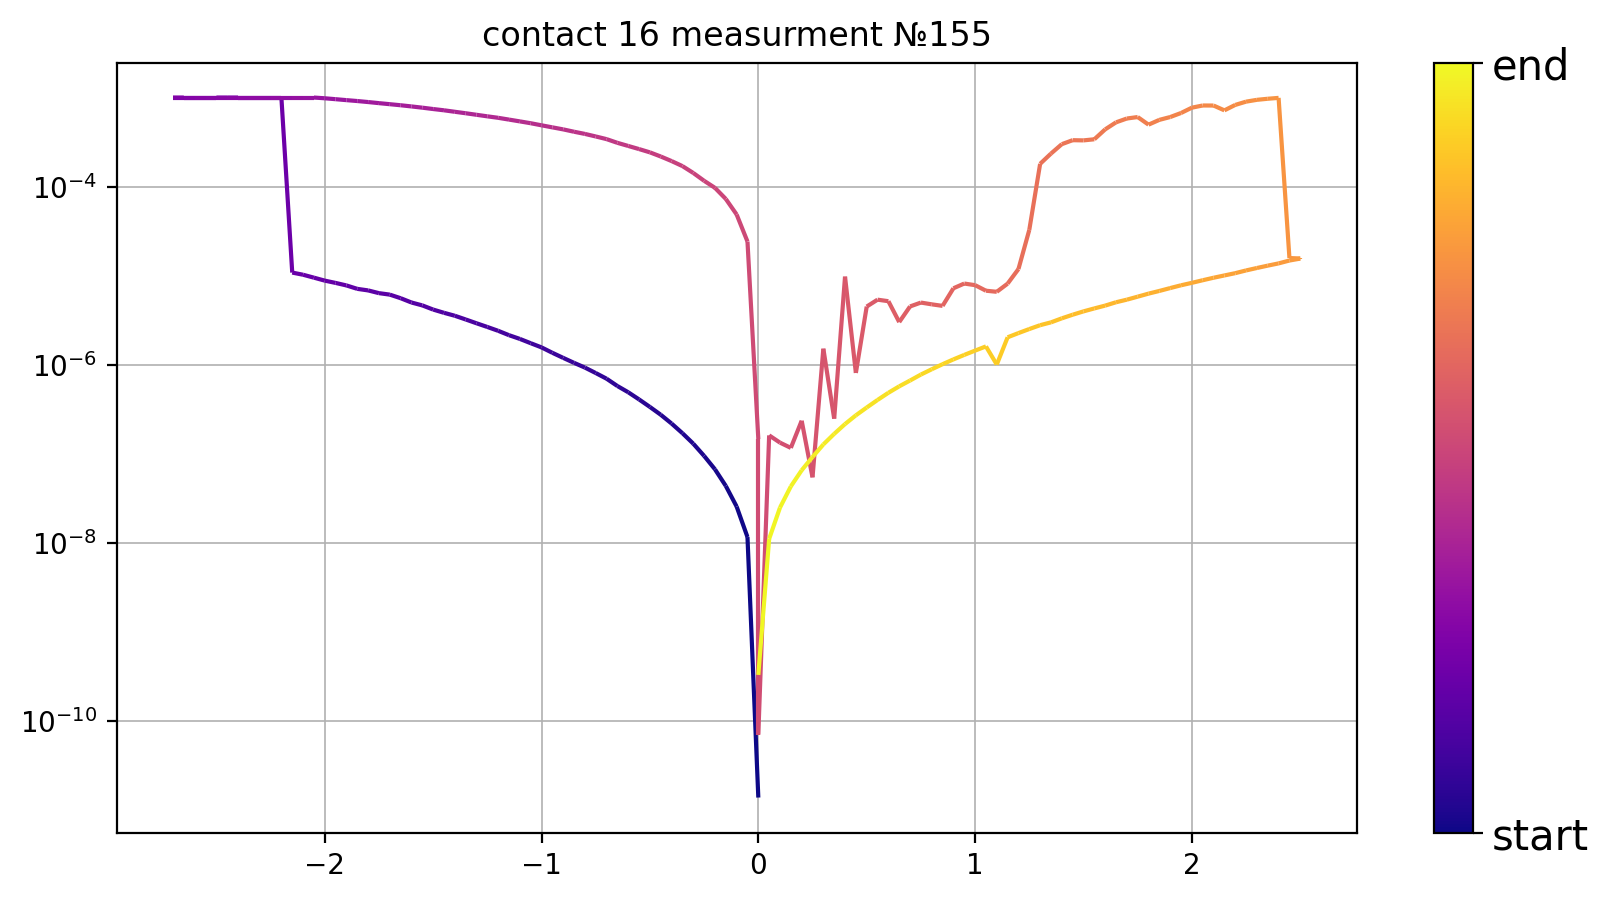 contact 16 measurment №155
end
10⁻⁴
10⁻⁶
10⁻⁸
10⁻¹⁰
start
−2 −1 0 1 2